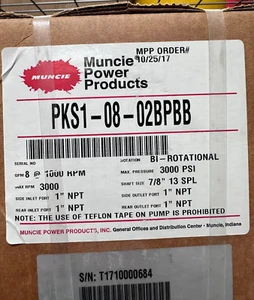 MPP ORDER#
10/25/17
MUNCIE
Muncie
Power
Products
PKS1-08-02BPBB
SERIAL NO
ROTATION BI-ROTATIONAL
GPM 8 @ 1000 RPM
MAX. PRESSURE 3000 PSI
MAX RPM 3000
SHAFT SIZE 7/8" 13 SPL
SIDE INLET PORT 1" NPT
SIDE OUTLET PORT 1" NPT
REAR INLET PORT 1" NPT
REAR OUTLET PORT 1" NPT
NOTE: THE USE OF TEFLON TAPE ON PUMP IS PROHIBITED
MUNCIE POWER PRODUCTS, INC. General Offices and Distribution Center · Muncie, Indiana
S/N: T1710000684